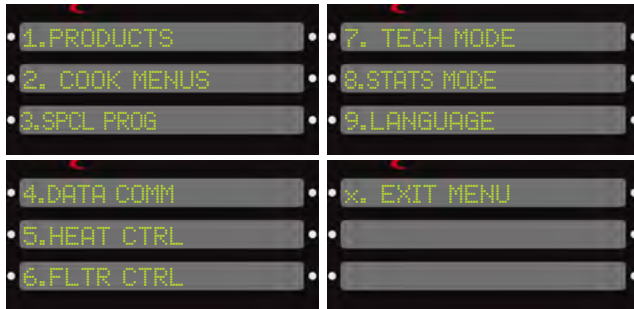 1.PRODUCTS
2. COOK MENUS
3.SPCL PROG
4.DATA COMM
5.HEAT CTRL
6.FLTR CTRL
7. TECH MODE
8.STATS MODE
9.LANGUAGE
x. EXIT MENU